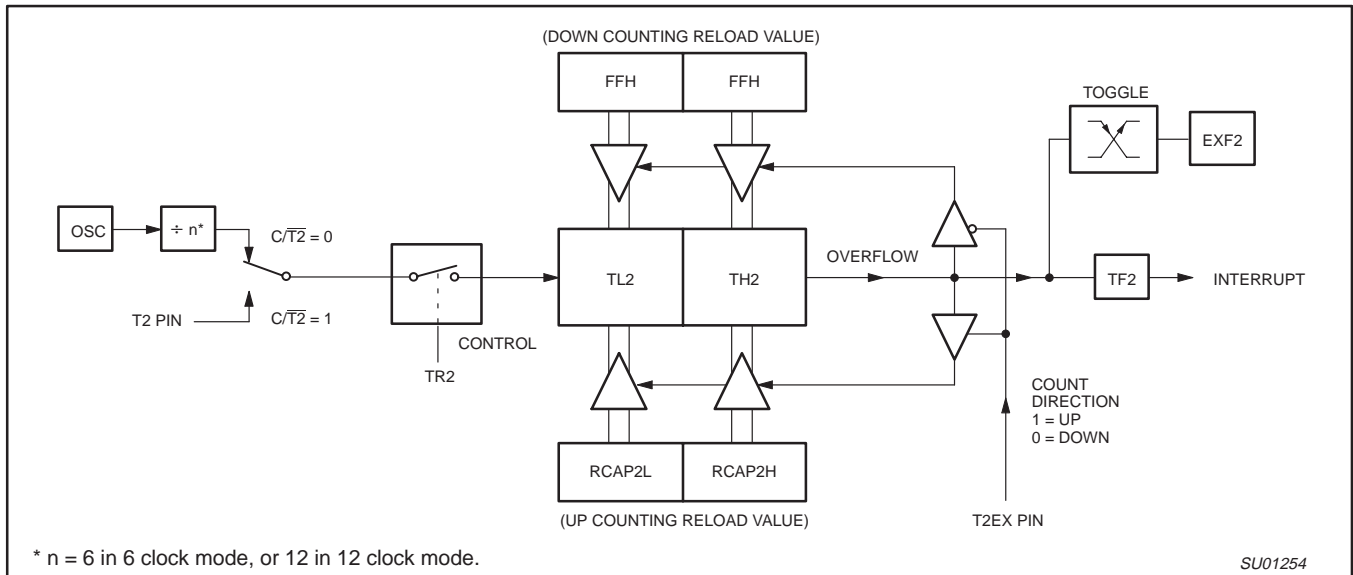 (DOWN COUNTING RELOAD VALUE)
FFH
FFH
TOGGLE
EXF2
OSC
÷ n*
C/T̅2̅ = 0
TL2
TH2
OVERFLOW
TF2
INTERRUPT
T2 PIN
C/T̅2̅ = 1
CONTROL
TR2
COUNT
DIRECTION
1 = UP
0 = DOWN
RCAP2L
RCAP2H
(UP COUNTING RELOAD VALUE)
T2EX PIN
* n = 6 in 6 clock mode, or 12 in 12 clock mode.
SU01254